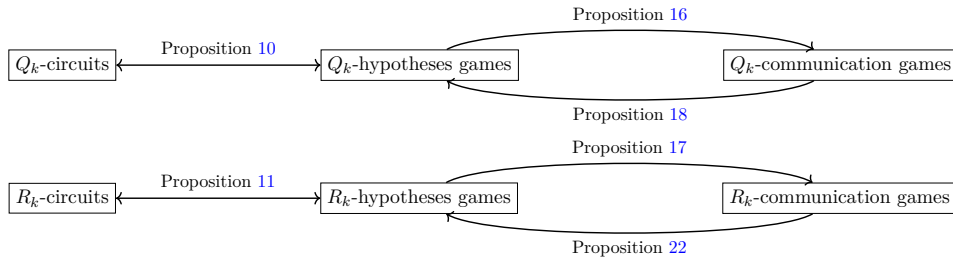 Proposition 16
Proposition 10
Q_k-circuits
Q_k-hypotheses games
Q_k-communication games
Proposition 18
Proposition 17
Proposition 11
R_k-circuits
R_k-hypotheses games
R_k-communication games
Proposition 22